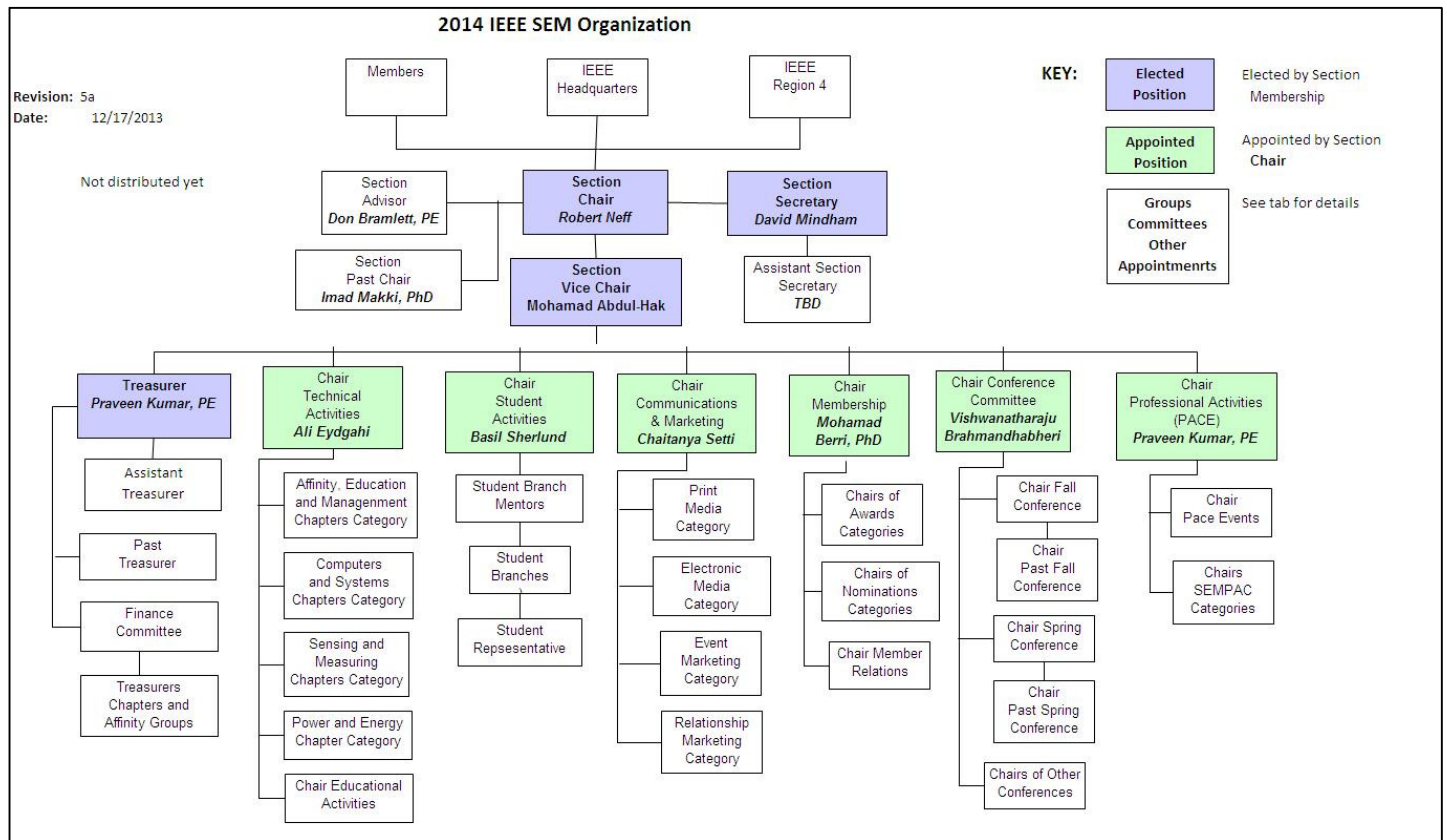 2014 IEEE SEM Organization
Revision: 5a
Date: 12/17/2013
Not distributed yet
Members
IEEE
Headquarters
IEEE
Region 4
KEY:
Elected
Position
Elected by Section
Membership
Appointed
Position
Appointed by Section
Chair
Groups
Committees
Other
Appointmenrts
See tab for details
Section
Advisor
Don Bramlett, PE
Section
Chair
Robert Neff
Section
Secretary
David Mindham
Section
Past Chair
Imad Makki, PhD
Section
Vice Chair
Mohamad Abdul-Hak
Assistant Section
Secretary
TBD
Treasurer
Praveen Kumar, PE
Assistant
Treasurer
Past
Treasurer
Finance
Committee
Treasurers
Chapters and
Affinity Groups
Chair
Technical
Activities
Ali Eydgahi
Affinity, Education
and Management
Chapters Category
Computers
and Systems
Chapters Category
Sensing and
Measuring
Chapters Category
Power and Energy
Chapter Category
Chair Educational
Activities
Chair
Student
Activities
Basil Sherlund
Student Branch
Mentors
Student
Branches
Student
Repsesentative
Chair
Communications
& Marketing
Chaitanya Setti
Print
Media
Category
Electronic
Media
Category
Event
Marketing
Category
Relationship
Marketing
Category
Chair
Membership
Mohamad
Berri, PhD
Chairs of
Awards
Categories
Chairs of
Nominations
Categories
Chair Member
Relations
Chair Conference
Committee
Vishwanatharaju
Brahmandhabheri
Chair Fall
Conference
Chair
Past Fall
Conference
Chair Spring
Conference
Chair
Past Spring
Conference
Chairs of Other
Conferences
Chair
Professional Activities
(PACE)
Praveen Kumar, PE
Chair
Pace Events
Chairs
SEMPAC
Categories